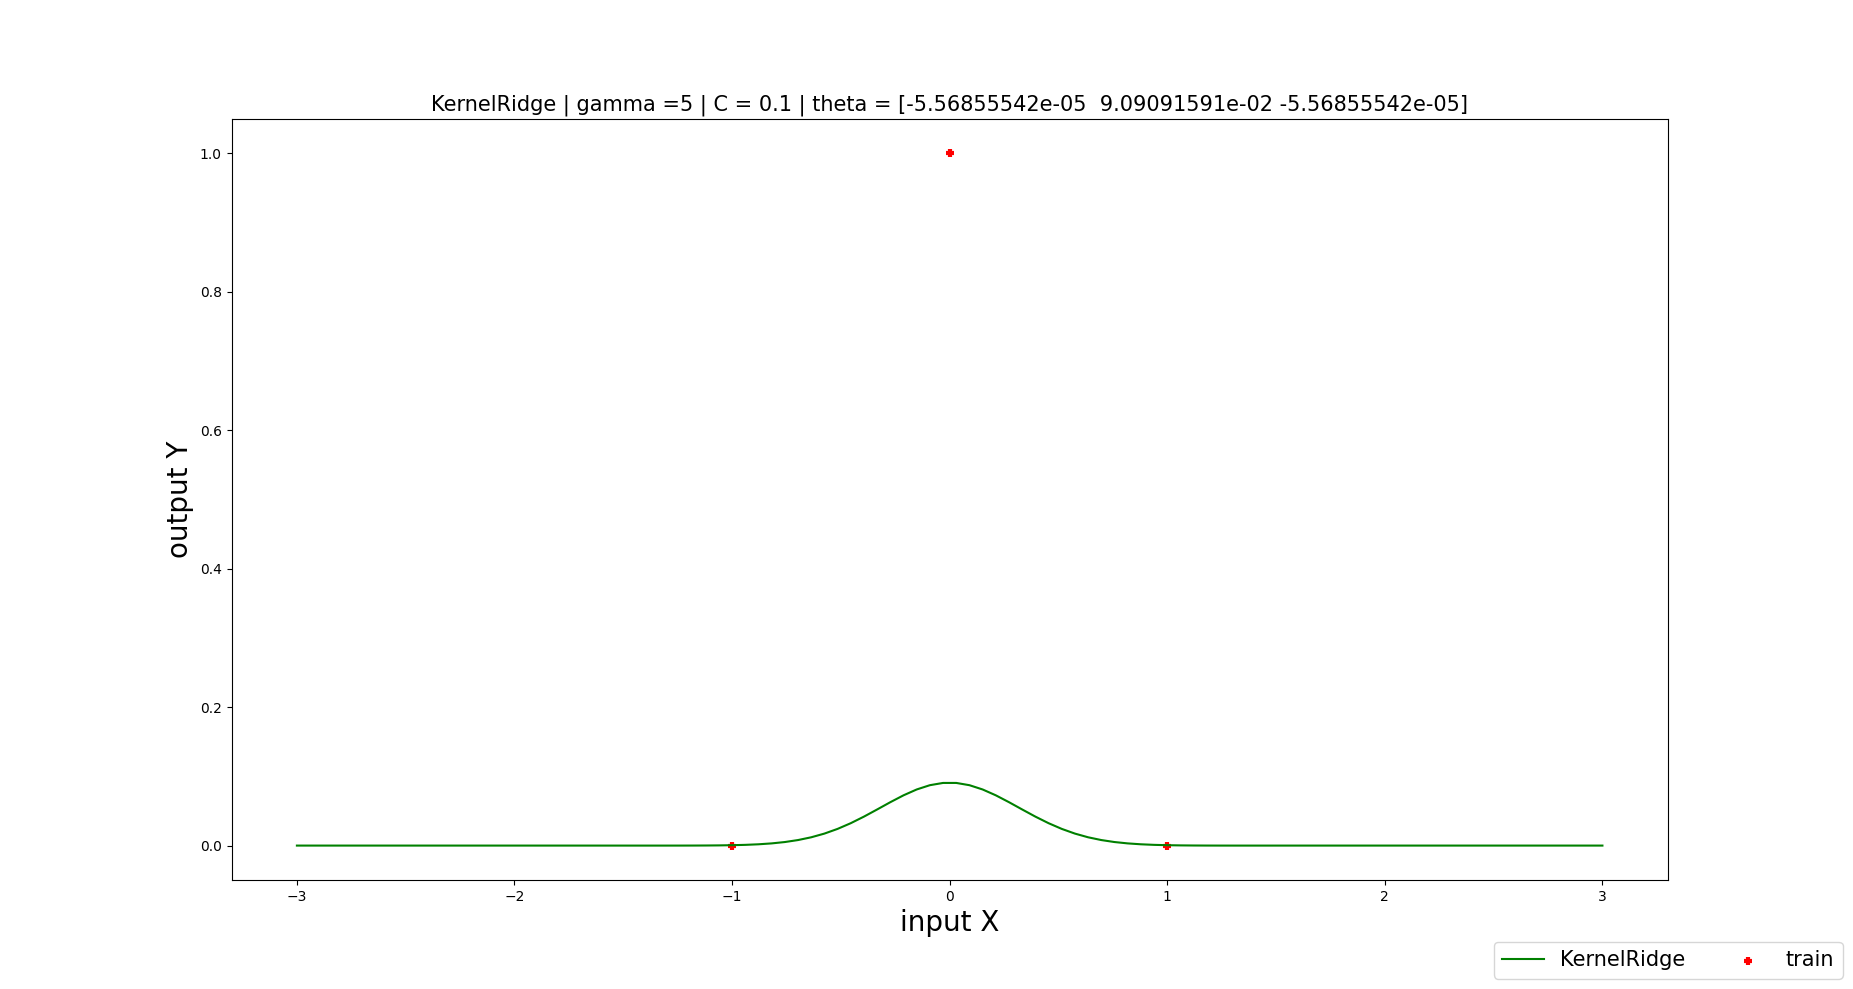 KernelRidge | gamma =5 | C = 0.1 | theta = [-5.56855542e-05  9.09091591e-02 -5.56855542e-05]
1.0
0.8
0.6
0.4
0.2
0.0
output Y
−3
−2
−1
0
1
2
3
input X
KernelRidge
train